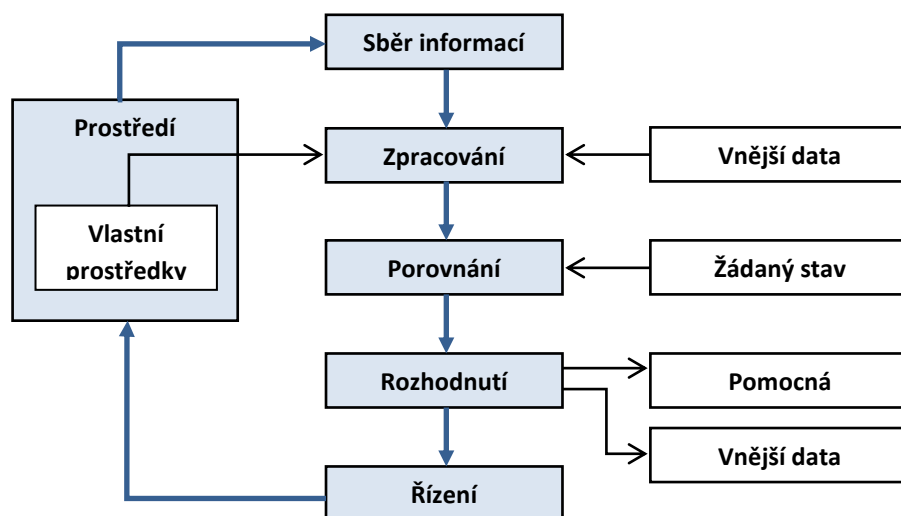 Sběr informací
Prostředí
Zpracování
Vnější data
Vlastní
prostředky
Porovnání
Žádaný stav
Rozhodnutí
Pomocná
Vnější data
Řízení